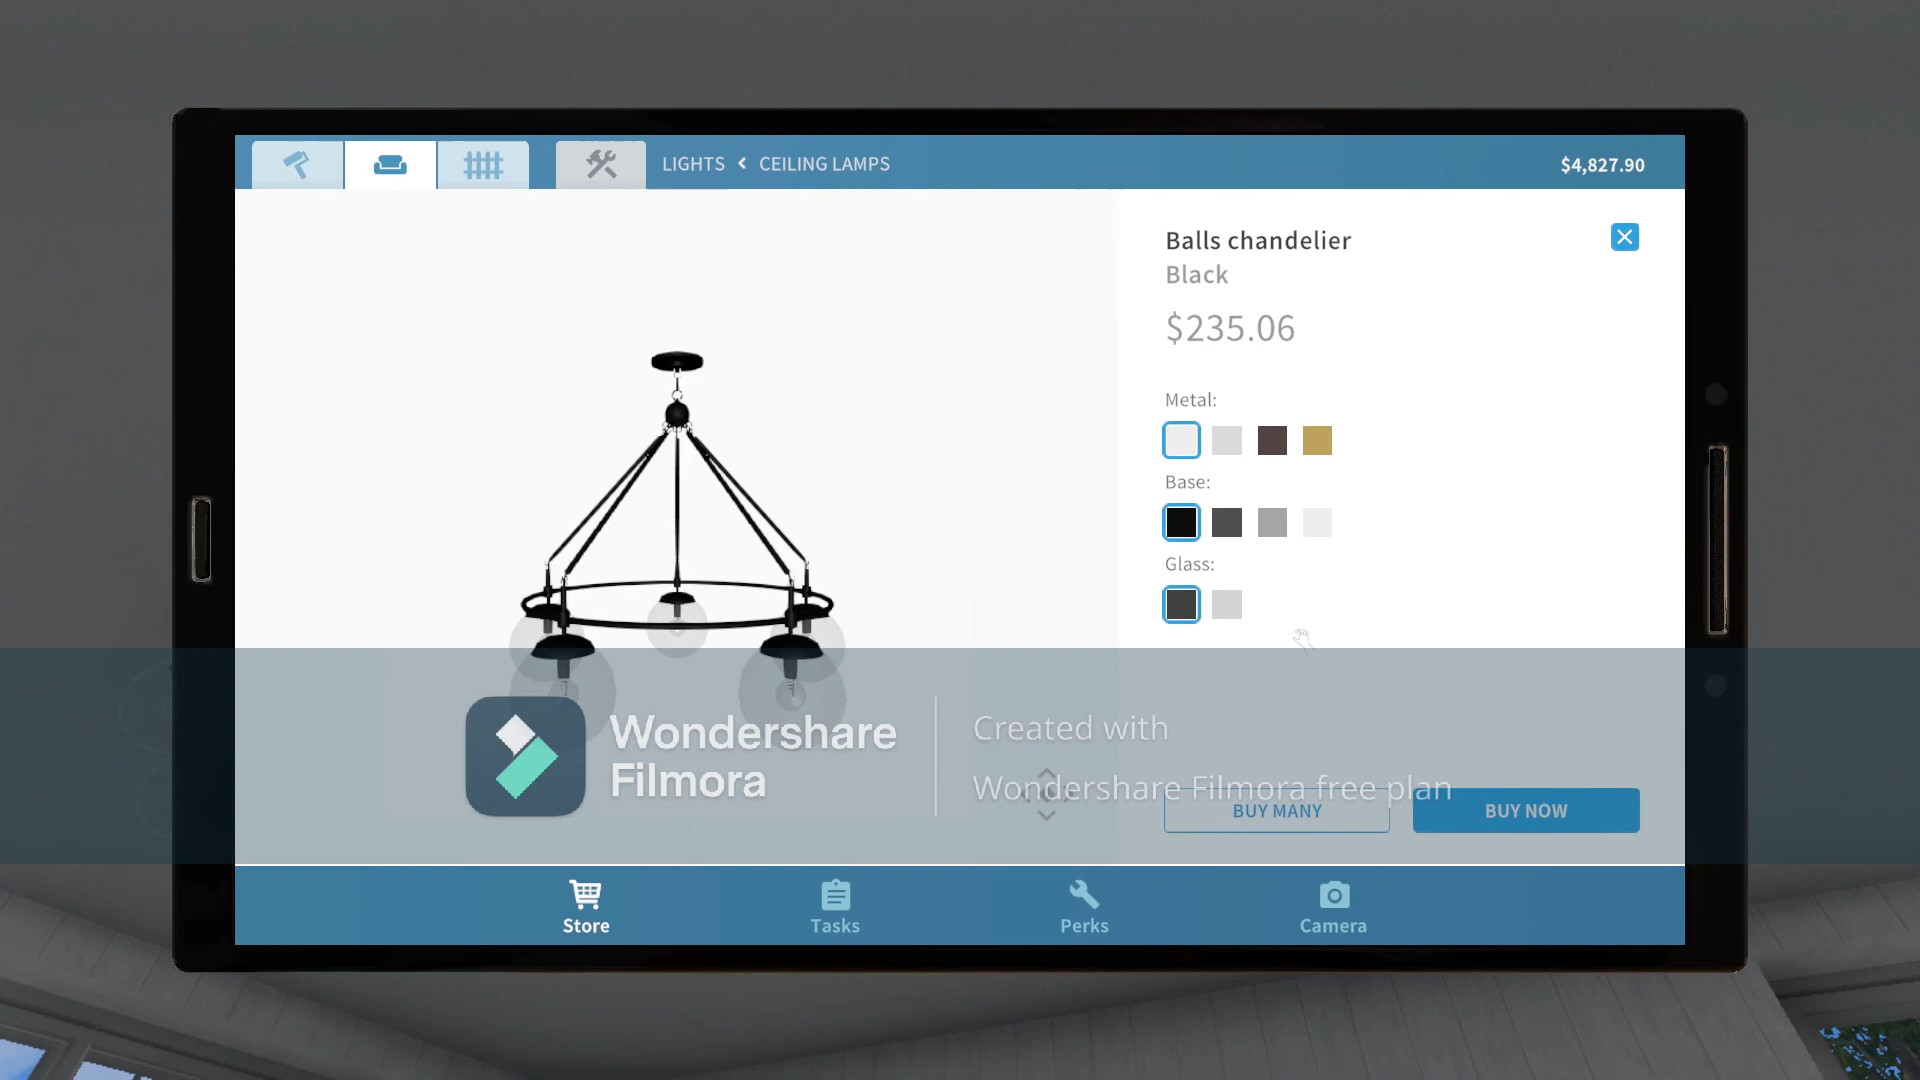 LIGHTS < CEILING LAMPS
$4,827.90
Balls chandelier
Black
$235.06
Metal:
Base:
Glass:
Wondershare
Filmora
Created with
Wondershare Filmora free plan
BUY MANY
BUY NOW
Store
Tasks
Perks
Camera